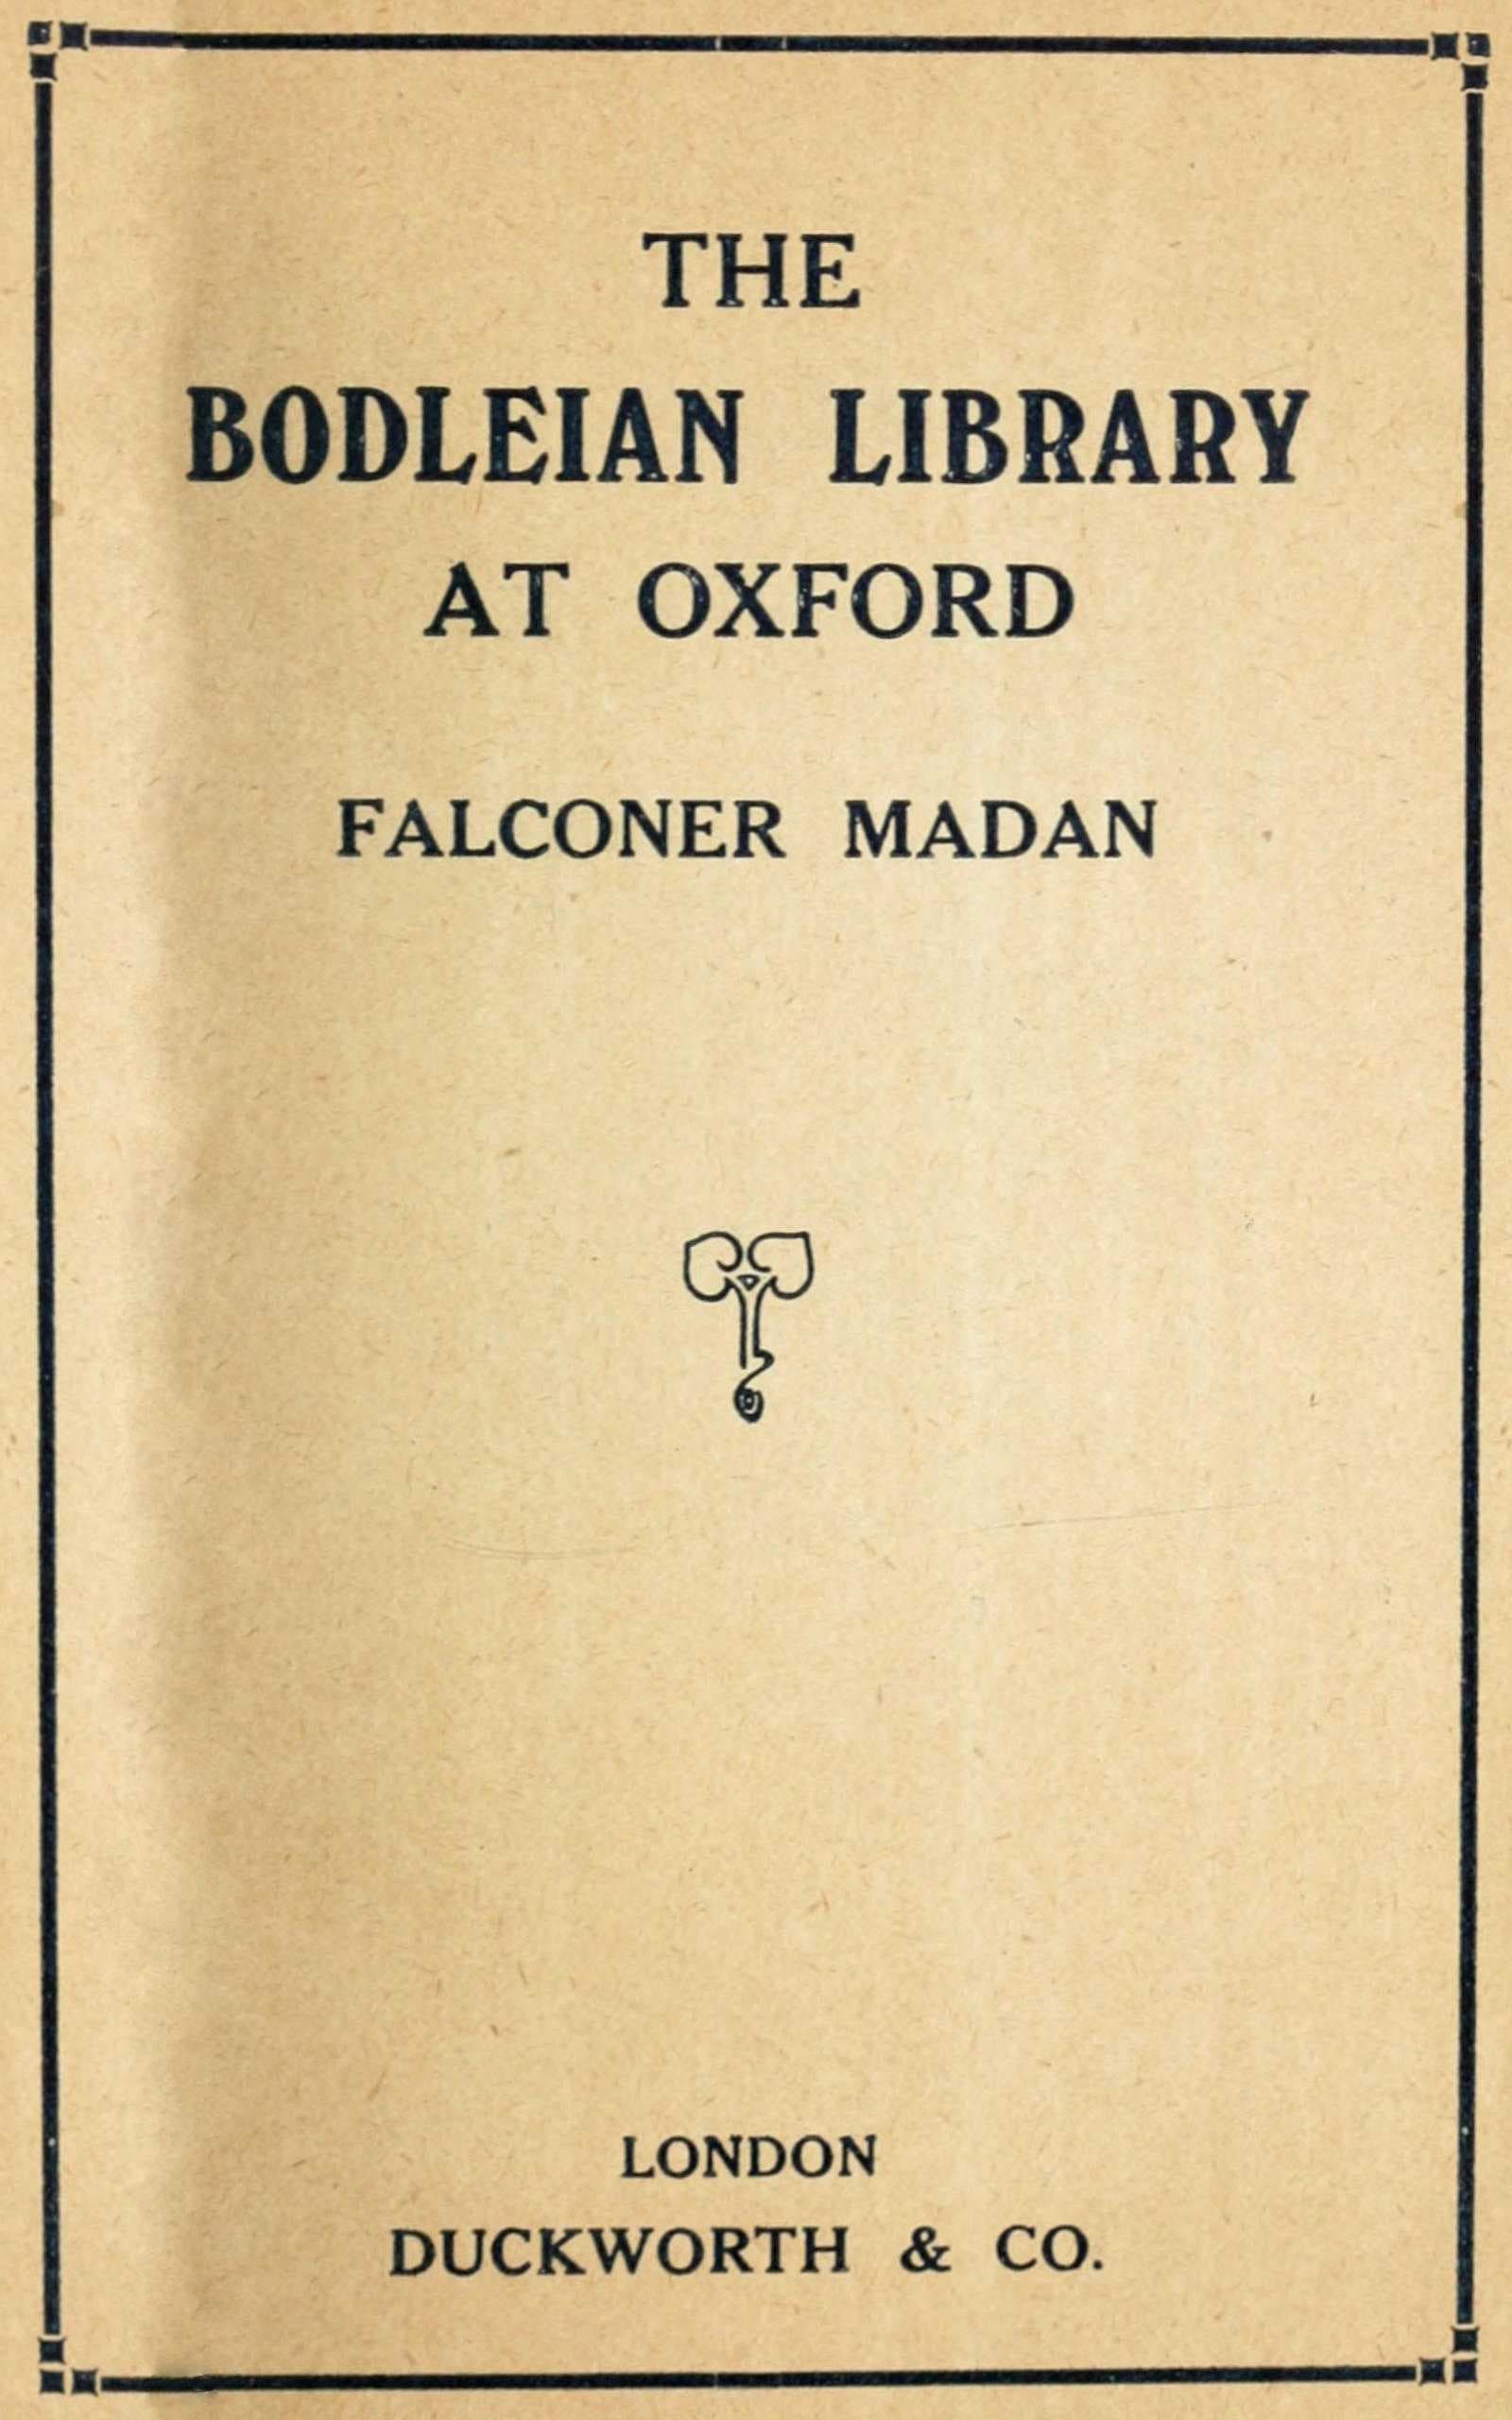 THE
BODLEIAN LIBRARY
AT OXFORD
FALCONER MADAN
LONDON
DUCKWORTH & CO.